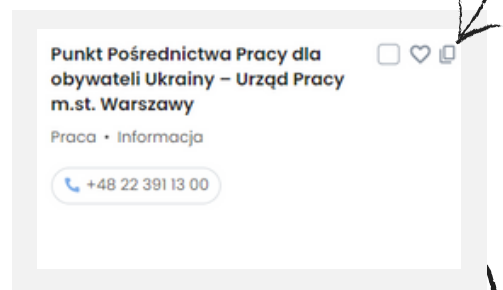 Punkt Pośrednictwa Pracy dla
obywateli Ukrainy – Urząd Pracy
m.st. Warszawy
Praca • Informacja
+48 22 391 13 00